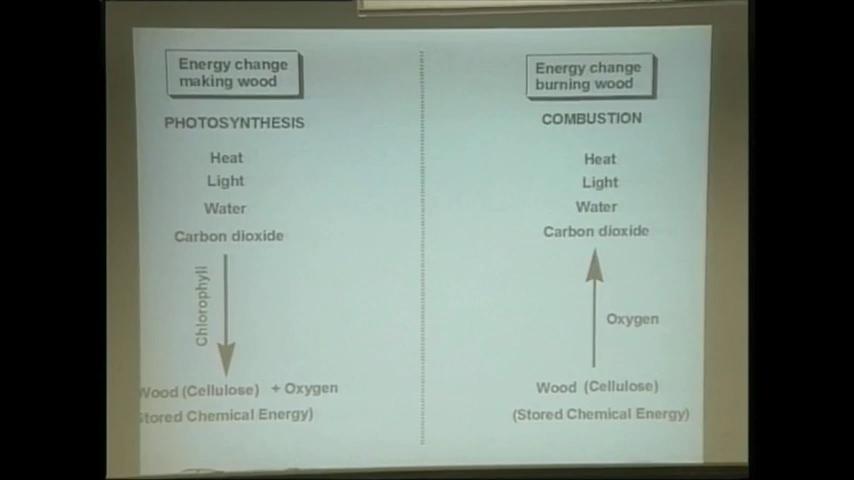 Energy change
making wood
PHOTOSYNTHESIS
Heat
Light
Water
Carbon dioxide
Chlorophyll
Wood (Cellulose) + Oxygen
Stored Chemical Energy)
Energy change
burning wood
COMBUSTION
Heat
Light
Water
Carbon dioxide
Oxygen
Wood (Cellulose)
(Stored Chemical Energy)